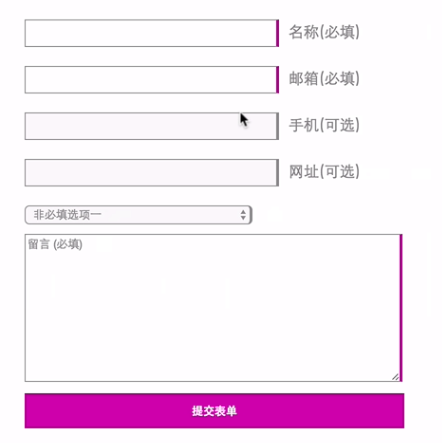 名称(必填)
邮箱(必填)
手机(可选)
网址(可选)
非必填选项一
留言 (必填)
提交表单